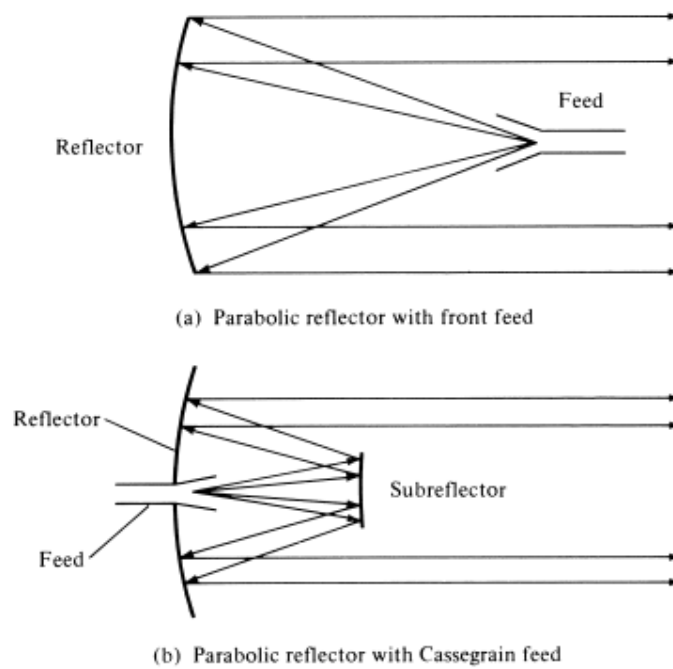 Feed
Reflector
(a) Parabolic reflector with front feed
Reflector
Subreflector
Feed
(b) Parabolic reflector with Cassegrain feed